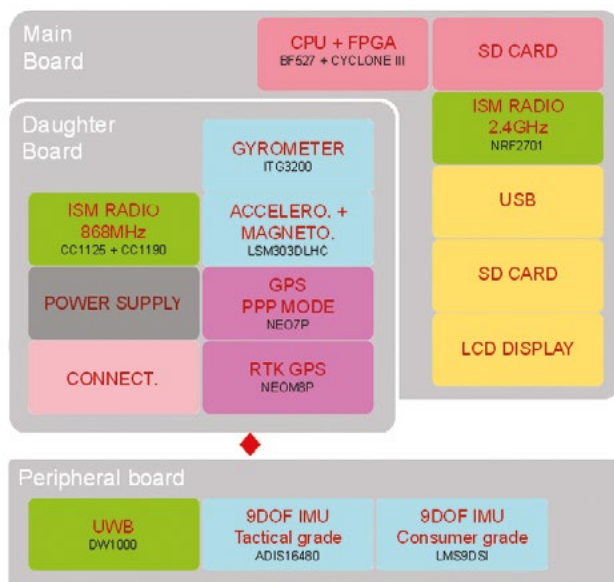 Main
Board
CPU + FPGA
BF527 + CYCLONE III
SD CARD
ISM RADIO
2.4GHz
NRF2701
USB
SD CARD
LCD DISPLAY
Daughter
Board
GYROMETER
ITG3200
ISM RADIO
868MHz
CC1125 + CC1190
ACCELERO. +
MAGNETO.
LSM303DLHC
POWER SUPPLY
GPS
PPP MODE
NEO7P
CONNECT.
RTK GPS
NEOM8P
Peripheral board
UWB
DW1000
9DOF IMU
Tactical grade
ADIS16480
9DOF IMU
Consumer grade
LMS9DSI